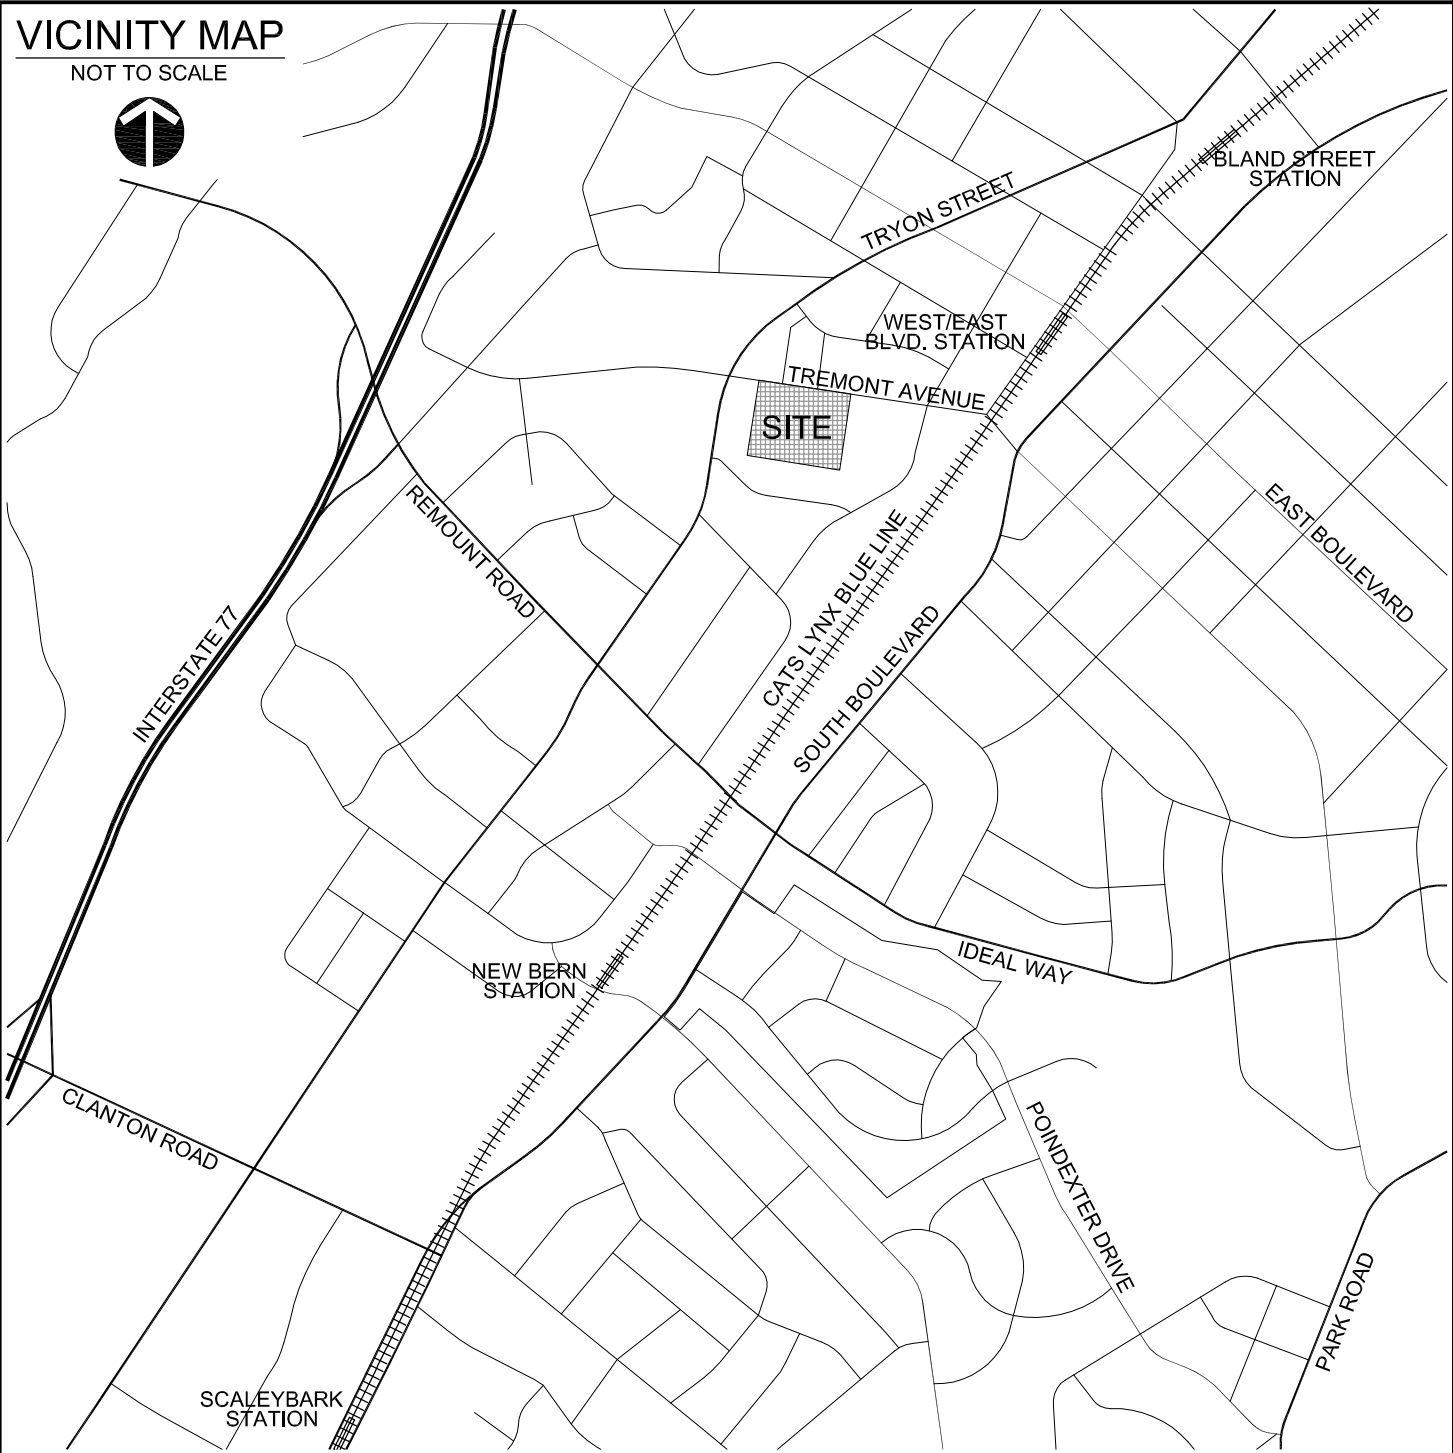 VICINITY MAP
NOT TO SCALE
BLAND STREET
STATION
TRYON STREET
WEST/EAST
BLVD. STATION
TREMONT AVENUE
SITE
EAST BOULEVARD
REMOUNT ROAD
CATS LYNX BLUE LINE
INTERSTATE 77
SOUTH BOULEVARD
IDEAL WAY
NEW BERN
STATION
CLANTON ROAD
POINDEXTER DRIVE
PARK ROAD
SCALEYBARK
STATION